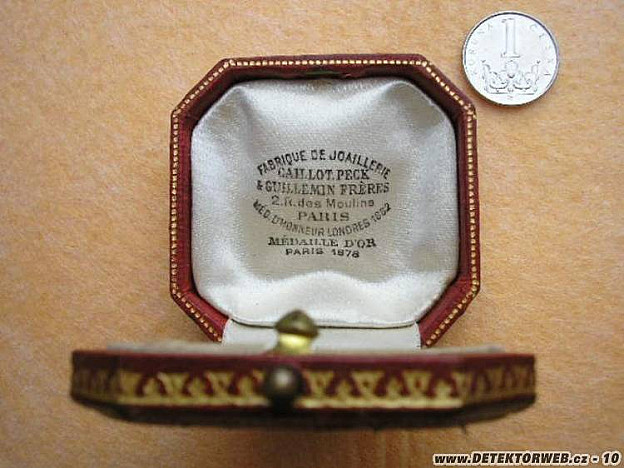 FABRIQUE DE JOAILLERIE
CAILLOT. PECK
& GUILLEMIN FRÈRES
2. R. des Moulins
PARIS
MÉD. D'HONNEUR LONDRES 1862
MÉDAILLE D'OR
PARIS 1878
1
www.DETEKTORWEB.cz - 10